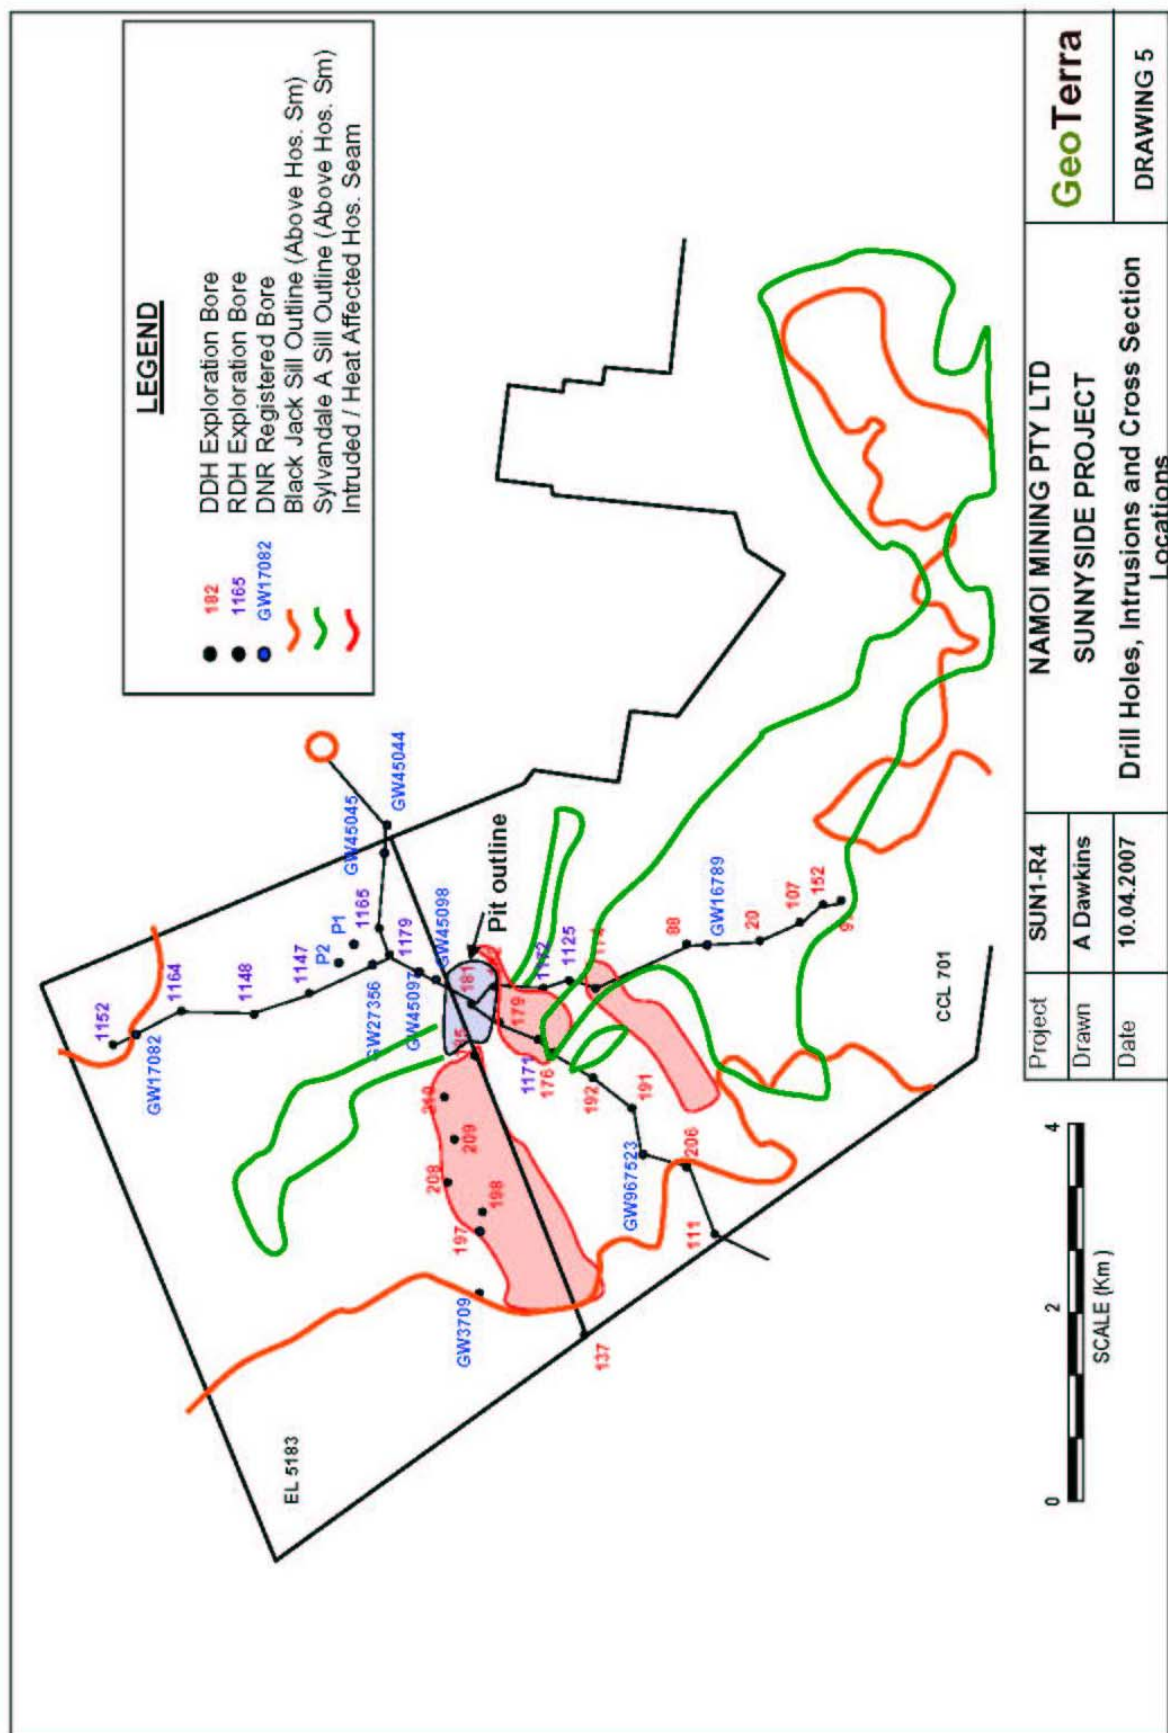 LEGEND
182 DDH Exploration Bore
1165 RDH Exploration Bore
GW17082 DNR Registered Bore
Black Jack Sill Outline (Above Hos. Sm)
Sylvandale A Sill Outline (Above Hos. Sm)
Intruded / Heat Affected Hos. Seam
EL 5183
1152
GW17082
1164
1148
1147
P2
P1
1165
GW27356
1179
GW45045
GW45044
GW45097
GW45098
Pit outline
181
179
1172
1125
1171
176
192
191
GW967523
206
111
210
209
208
198
197
GW3709
137
88
GW16789
20
107
152
CCL 701
0 2 4
SCALE (Km)
Project SUN1-R4
Drawn A Dawkins
Date 10.04.2007
NAMOI MINING PTY LTD
SUNNYSIDE PROJECT
Drill Holes, Intrusions and Cross Section
Locations
GeoTerra
DRAWING 5